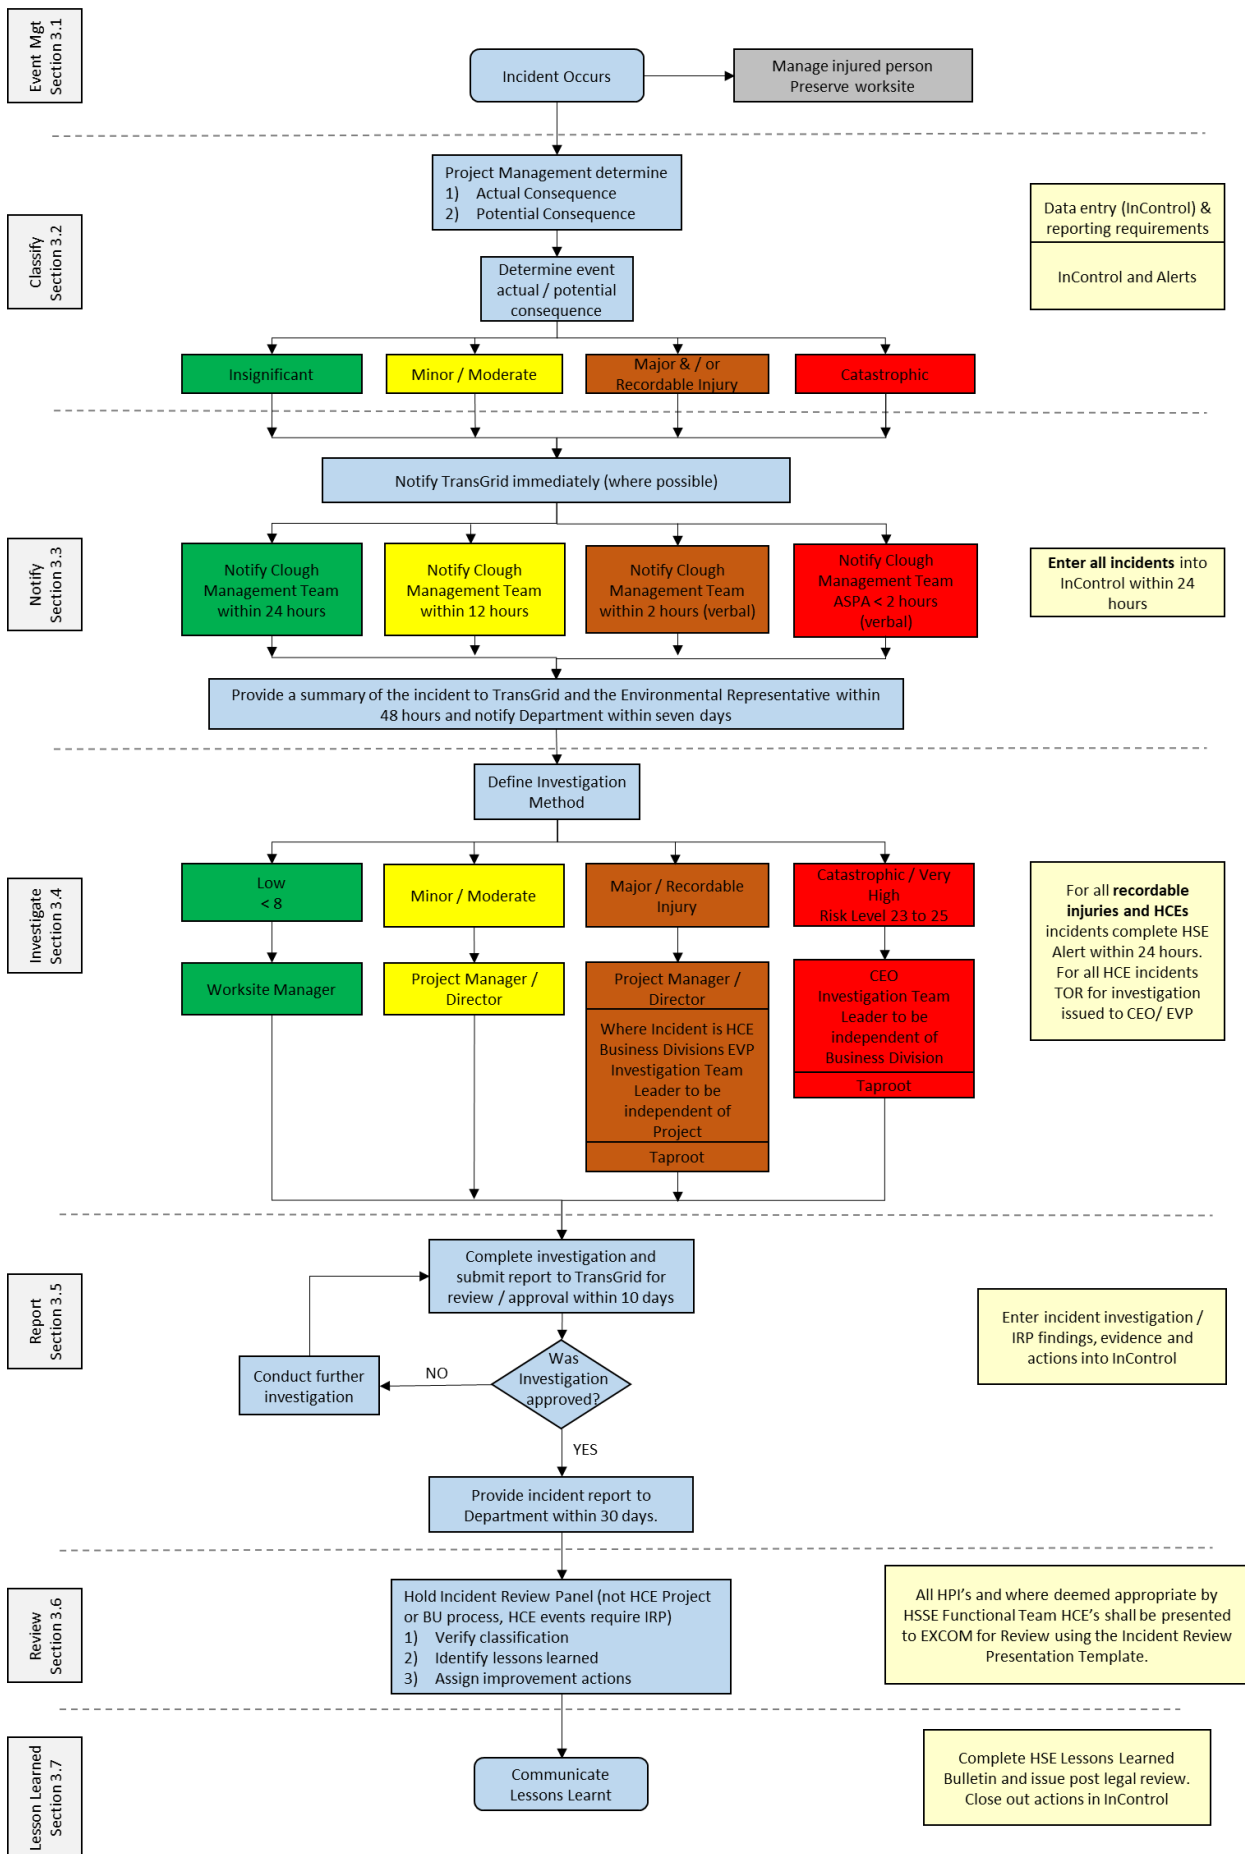 Event Mgt
Section 3.1
Incident Occurs
Manage injured person
Preserve worksite
Classify
Section 3.2
Project Management determine
1) Actual Consequence
2) Potential Consequence
Data entry (InControl) &
reporting requirements
InControl and Alerts
Determine event
actual / potential
consequence
Insignificant
Minor / Moderate
Major & / or
Recordable Injury
Catastrophic
Notify
Section 3.3
Notify TransGrid immediately (where possible)
Notify Clough
Management Team
within 24 hours
Notify Clough
Management Team
within 12 hours
Notify Clough
Management Team
within 2 hours (verbal)
Notify Clough
Management Team
ASPA < 2 hours
(verbal)
Enter all incidents into
InControl within 24
hours
Provide a summary of the incident to TransGrid and the Environmental Representative within
48 hours and notify Department within seven days
Investigate
Section 3.4
Define Investigation
Method
Low
< 8
Minor / Moderate
Major / Recordable
Injury
Catastrophic / Very
High
Risk Level 23 to 25
Worksite Manager
Project Manager /
Director
Project Manager /
Director
Where Incident is HCE
Business Divisions EVP
Investigation Team
Leader to be
independent of
Project
Taproot
CEO
Investigation Team
Leader to be
independent of
Business Division
Taproot
For all recordable
injuries and HCEs
incidents complete HSE
Alert within 24 hours.
For all HCE incidents
TOR for investigation
issued to CEO/ EVP
Report
Section 3.5
Complete investigation and
submit report to TransGrid for
review / approval within 10 days
Was
Investigation
approved?
NO
Conduct further
investigation
YES
Provide incident report to
Department within 30 days.
Enter incident investigation /
IRP findings, evidence and
actions into InControl
Review
Section 3.6
Hold Incident Review Panel (not HCE Project
or BU process, HCE events require IRP)
1) Verify classification
2) Identify lessons learned
3) Assign improvement actions
All HPI's and where deemed appropriate by
HSSE Functional Team HCE's shall be presented
to EXCOM for Review using the Incident Review
Presentation Template.
Lesson Learned
Section 3.7
Communicate
Lessons Learnt
Complete HSE Lessons Learned
Bulletin and issue post legal review.
Close out actions in InControl